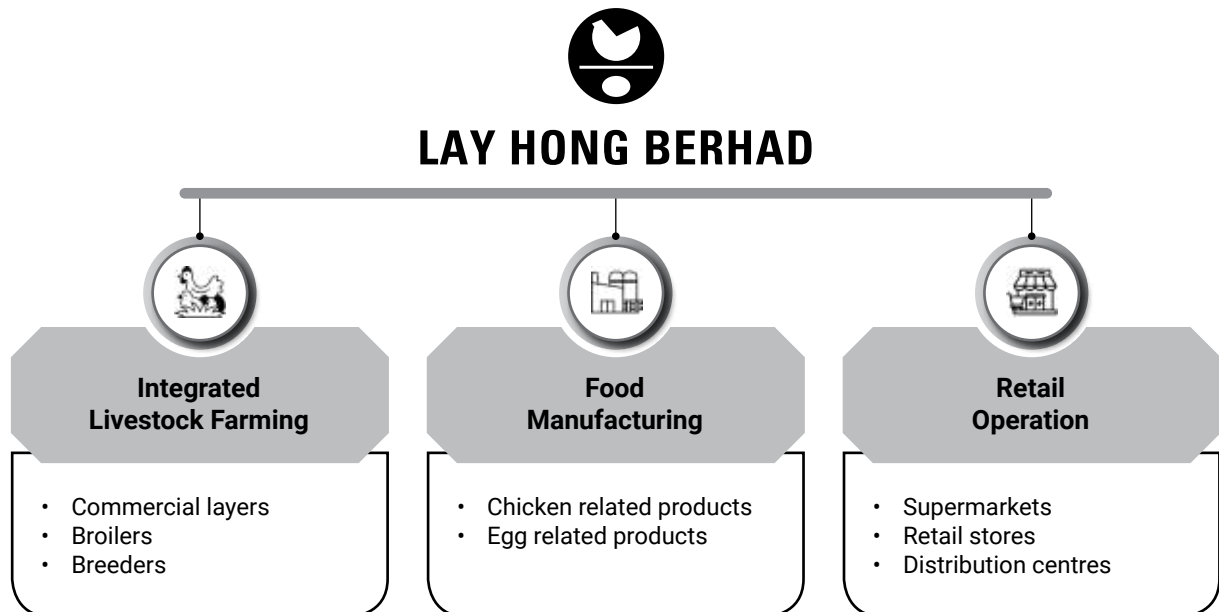 LAY HONG BERHAD
Integrated
Livestock Farming
• Commercial layers
• Broilers
• Breeders
Food
Manufacturing
• Chicken related products
• Egg related products
Retail
Operation
• Supermarkets
• Retail stores
• Distribution centres